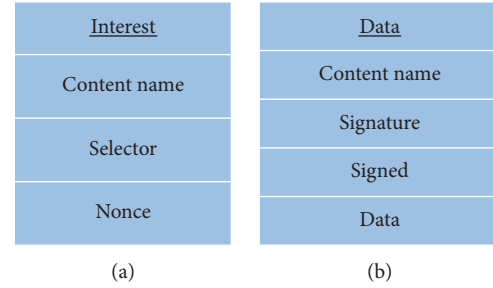 Interest
Content name
Selector
Nonce
(a)
Data
Content name
Signature
Signed
Data
(b)